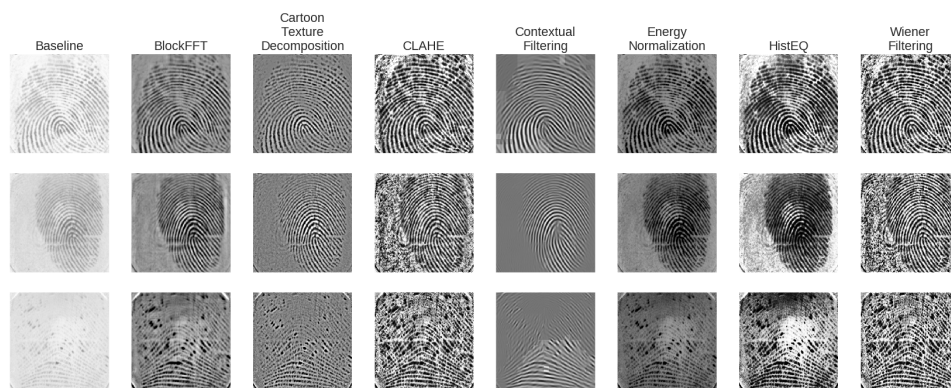 Baseline
BlockFFT
Cartoon
Texture
Decomposition
CLAHE
Contextual
Filtering
Energy
Normalization
HistEQ
Wiener
Filtering